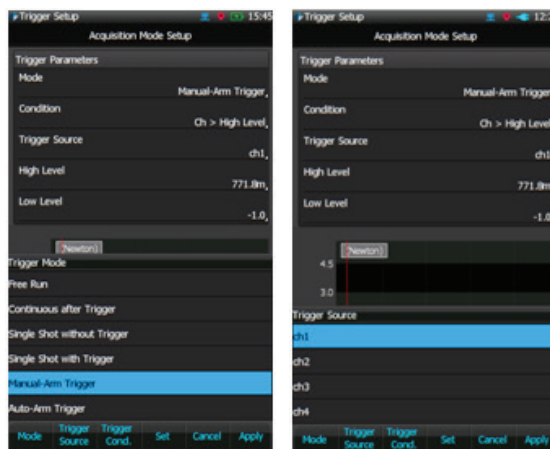 Trigger Setup
15:45
Acquisition Mode Setup
Trigger Parameters
Mode
Manual-Arm Trigger
Condition
Ch > High Level
Trigger Source
ch1
High Level
771.8m
Low Level
-1.0
(Newton)
Trigger Mode
Free Run
Continuous after Trigger
Single Shot without Trigger
Single Shot with Trigger
Manual-Arm Trigger
Auto-Arm Trigger
Mode
Trigger Source
Trigger Cond.
Set
Cancel
Apply
Trigger Setup
Acquisition Mode Setup
Trigger Parameters
Mode
Manual-Arm Trigger
Condition
Ch > High Level
Trigger Source
ch1
High Level
771.8m
Low Level
-1.0
(Newton)
4.5
3.0
Trigger Source
ch1
ch2
ch3
ch4
Mode
Trigger Source
Trigger Cond.
Set
Cancel
Apply